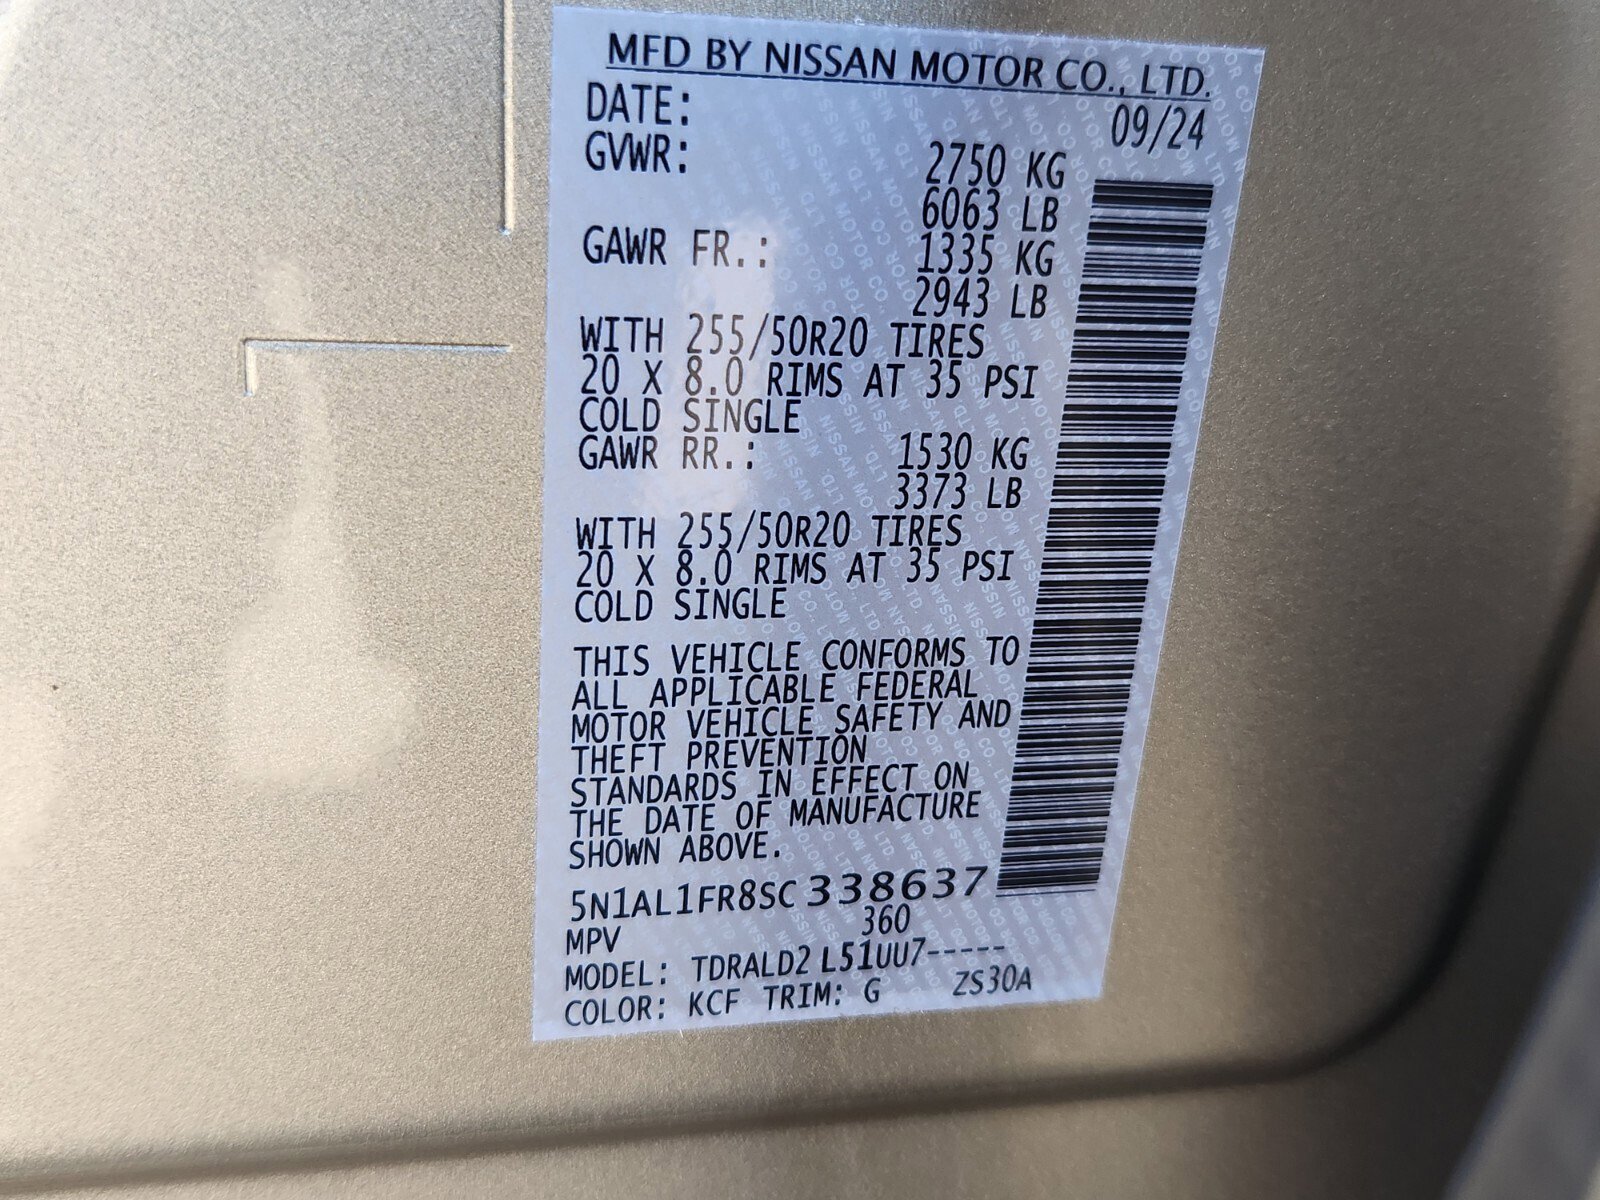 MFD BY NISSAN MOTOR CO., LTD.
DATE: 09/24
GVWR: 2750 KG
6063 LB
GAWR FR.: 1335 KG
2943 LB
WITH 255/50R20 TIRES
20 X 8.0 RIMS AT 35 PSI
COLD SINGLE
GAWR RR.: 1530 KG
3373 LB
WITH 255/50R20 TIRES
20 X 8.0 RIMS AT 35 PSI
COLD SINGLE
THIS VEHICLE CONFORMS TO
ALL APPLICABLE FEDERAL
MOTOR VEHICLE SAFETY AND
THEFT PREVENTION
STANDARDS IN EFFECT ON
THE DATE OF MANUFACTURE
SHOWN ABOVE.
5N1AL1FR8SC338637
MPV 360
MODEL: TDRALD2 L51UU7-----
COLOR: KCF TRIM: G ZS30A